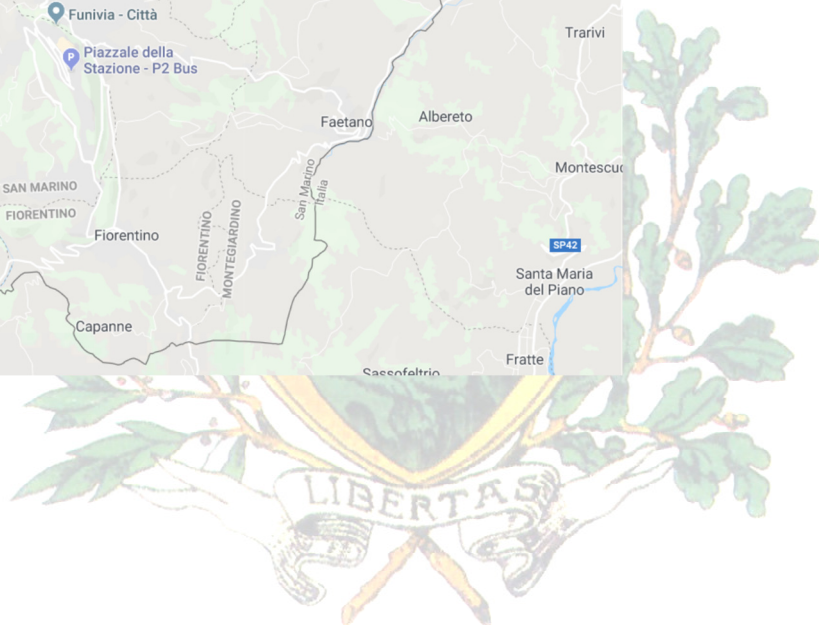 Funivia - Città
Trarivi
Piazzale della
Stazione - P2 Bus
Faetano
Albereto
Montescuc
San Marino
Italia
SAN MARINO
FIORENTINO
FIORENTINO
MONTEGIARDINO
Fiorentino
SP42
Santa Maria
del Piano
Capanne
Fratte
Sassofeltrio
LIBERTAS